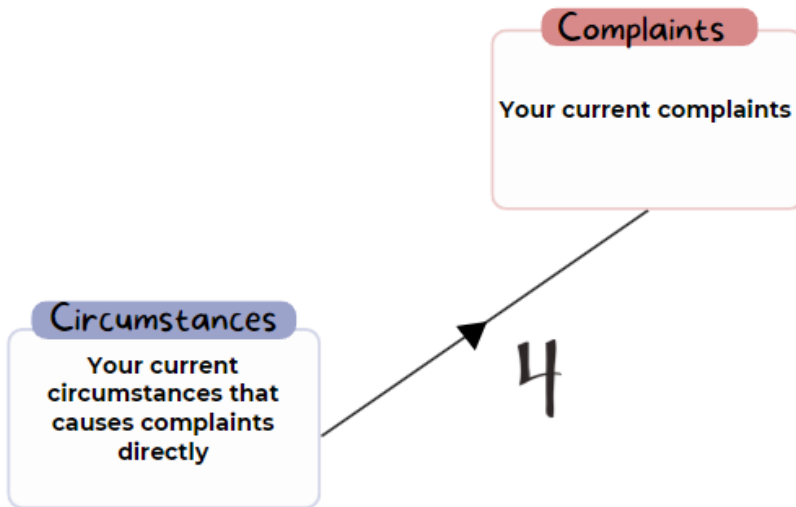 Complaints
Your current complaints
Circumstances
Your current
circumstances that
causes complaints
directly
4